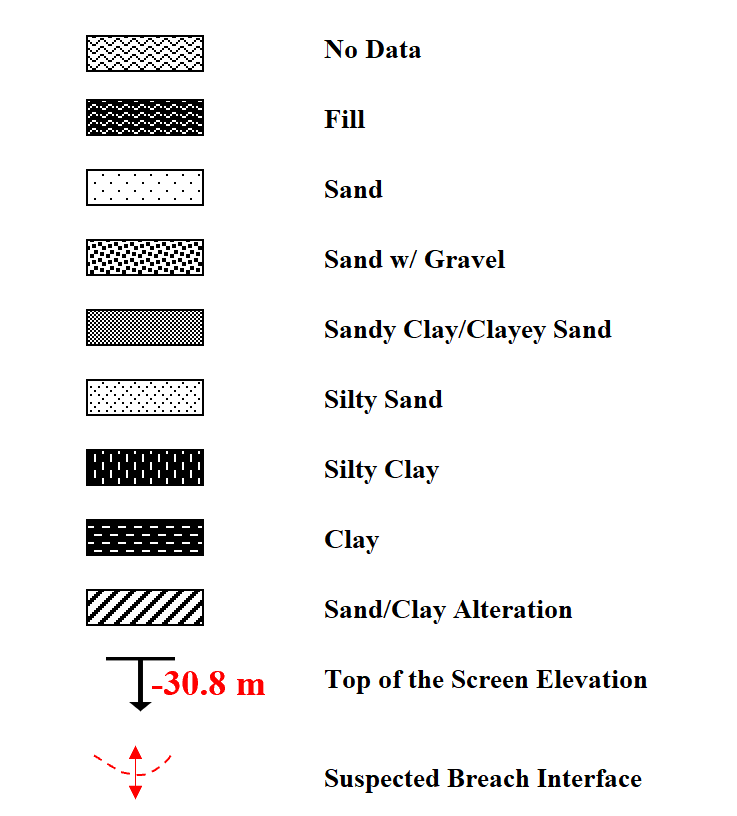 No Data
Fill
Sand
Sand w/ Gravel
Sandy Clay/Clayey Sand
Silty Sand
Silty Clay
Clay
Sand/Clay Alteration
-30.8 m Top of the Screen Elevation
Suspected Breach Interface